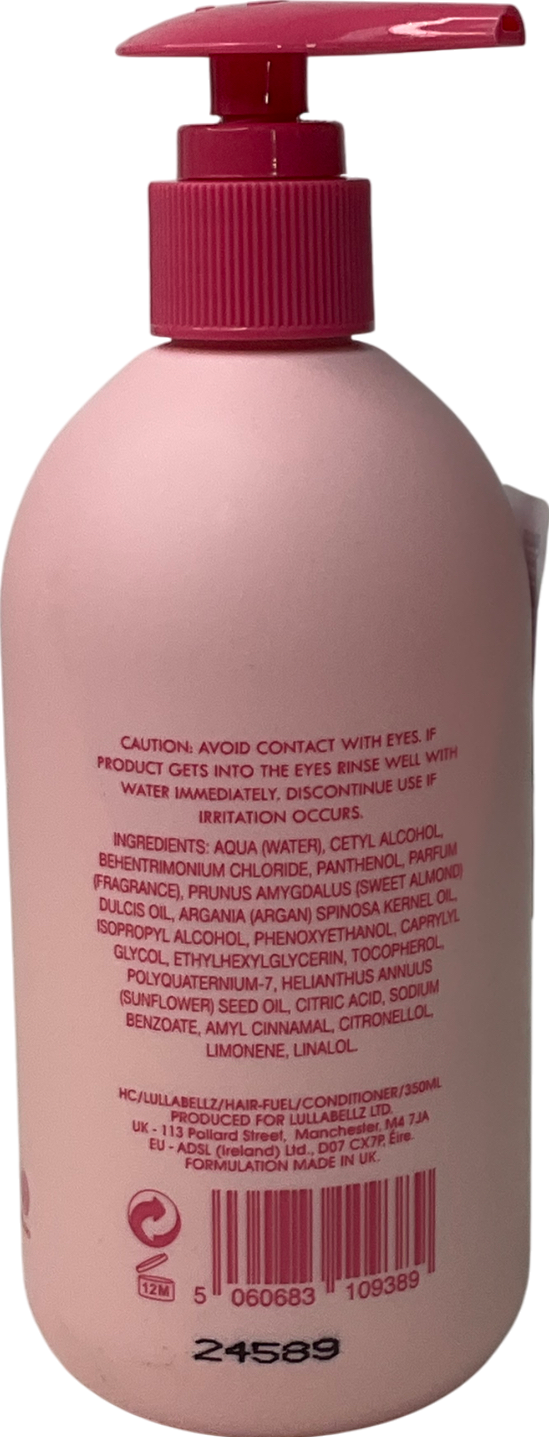 CAUTION: AVOID CONTACT WITH EYES. IF
PRODUCT GETS INTO THE EYES RINSE WELL WITH
WATER IMMEDIATELY. DISCONTINUE USE IF
IRRITATION OCCURS.
INGREDIENTS: AQUA (WATER), CETYL ALCOHOL,
BEHENTRIMONIUM CHLORIDE, PANTHENOL, PARFUM
(FRAGRANCE), PRUNUS AMYGDALUS (SWEET ALMOND)
DULCIS OIL, ARGANIA (ARGAN) SPINOSA KERNEL OIL,
ISOPROPYL ALCOHOL, PHENOXYETHANOL, CAPRYLYL
GLYCOL, ETHYLHEXYLGLYCERIN, TOCOPHEROL,
POLYQUATERNIUM-7, HELIANTHUS ANNUUS
(SUNFLOWER) SEED OIL, CITRIC ACID, SODIUM
BENZOATE, AMYL CINNAMAL, CITRONELLOL,
LIMONENE, LINALOL.
HC/LULLABELLZ/HAIR-FUEL/CONDITIONER/350ML
PRODUCED FOR LULLABELLZ LTD.
UK - 113 Pollard Street, Manchester, M4 7JA
EU - ADSL (Ireland) Ltd., D07 CX7P, Éire.
FORMULATION MADE IN UK.
12M
5 060683 109389
24589